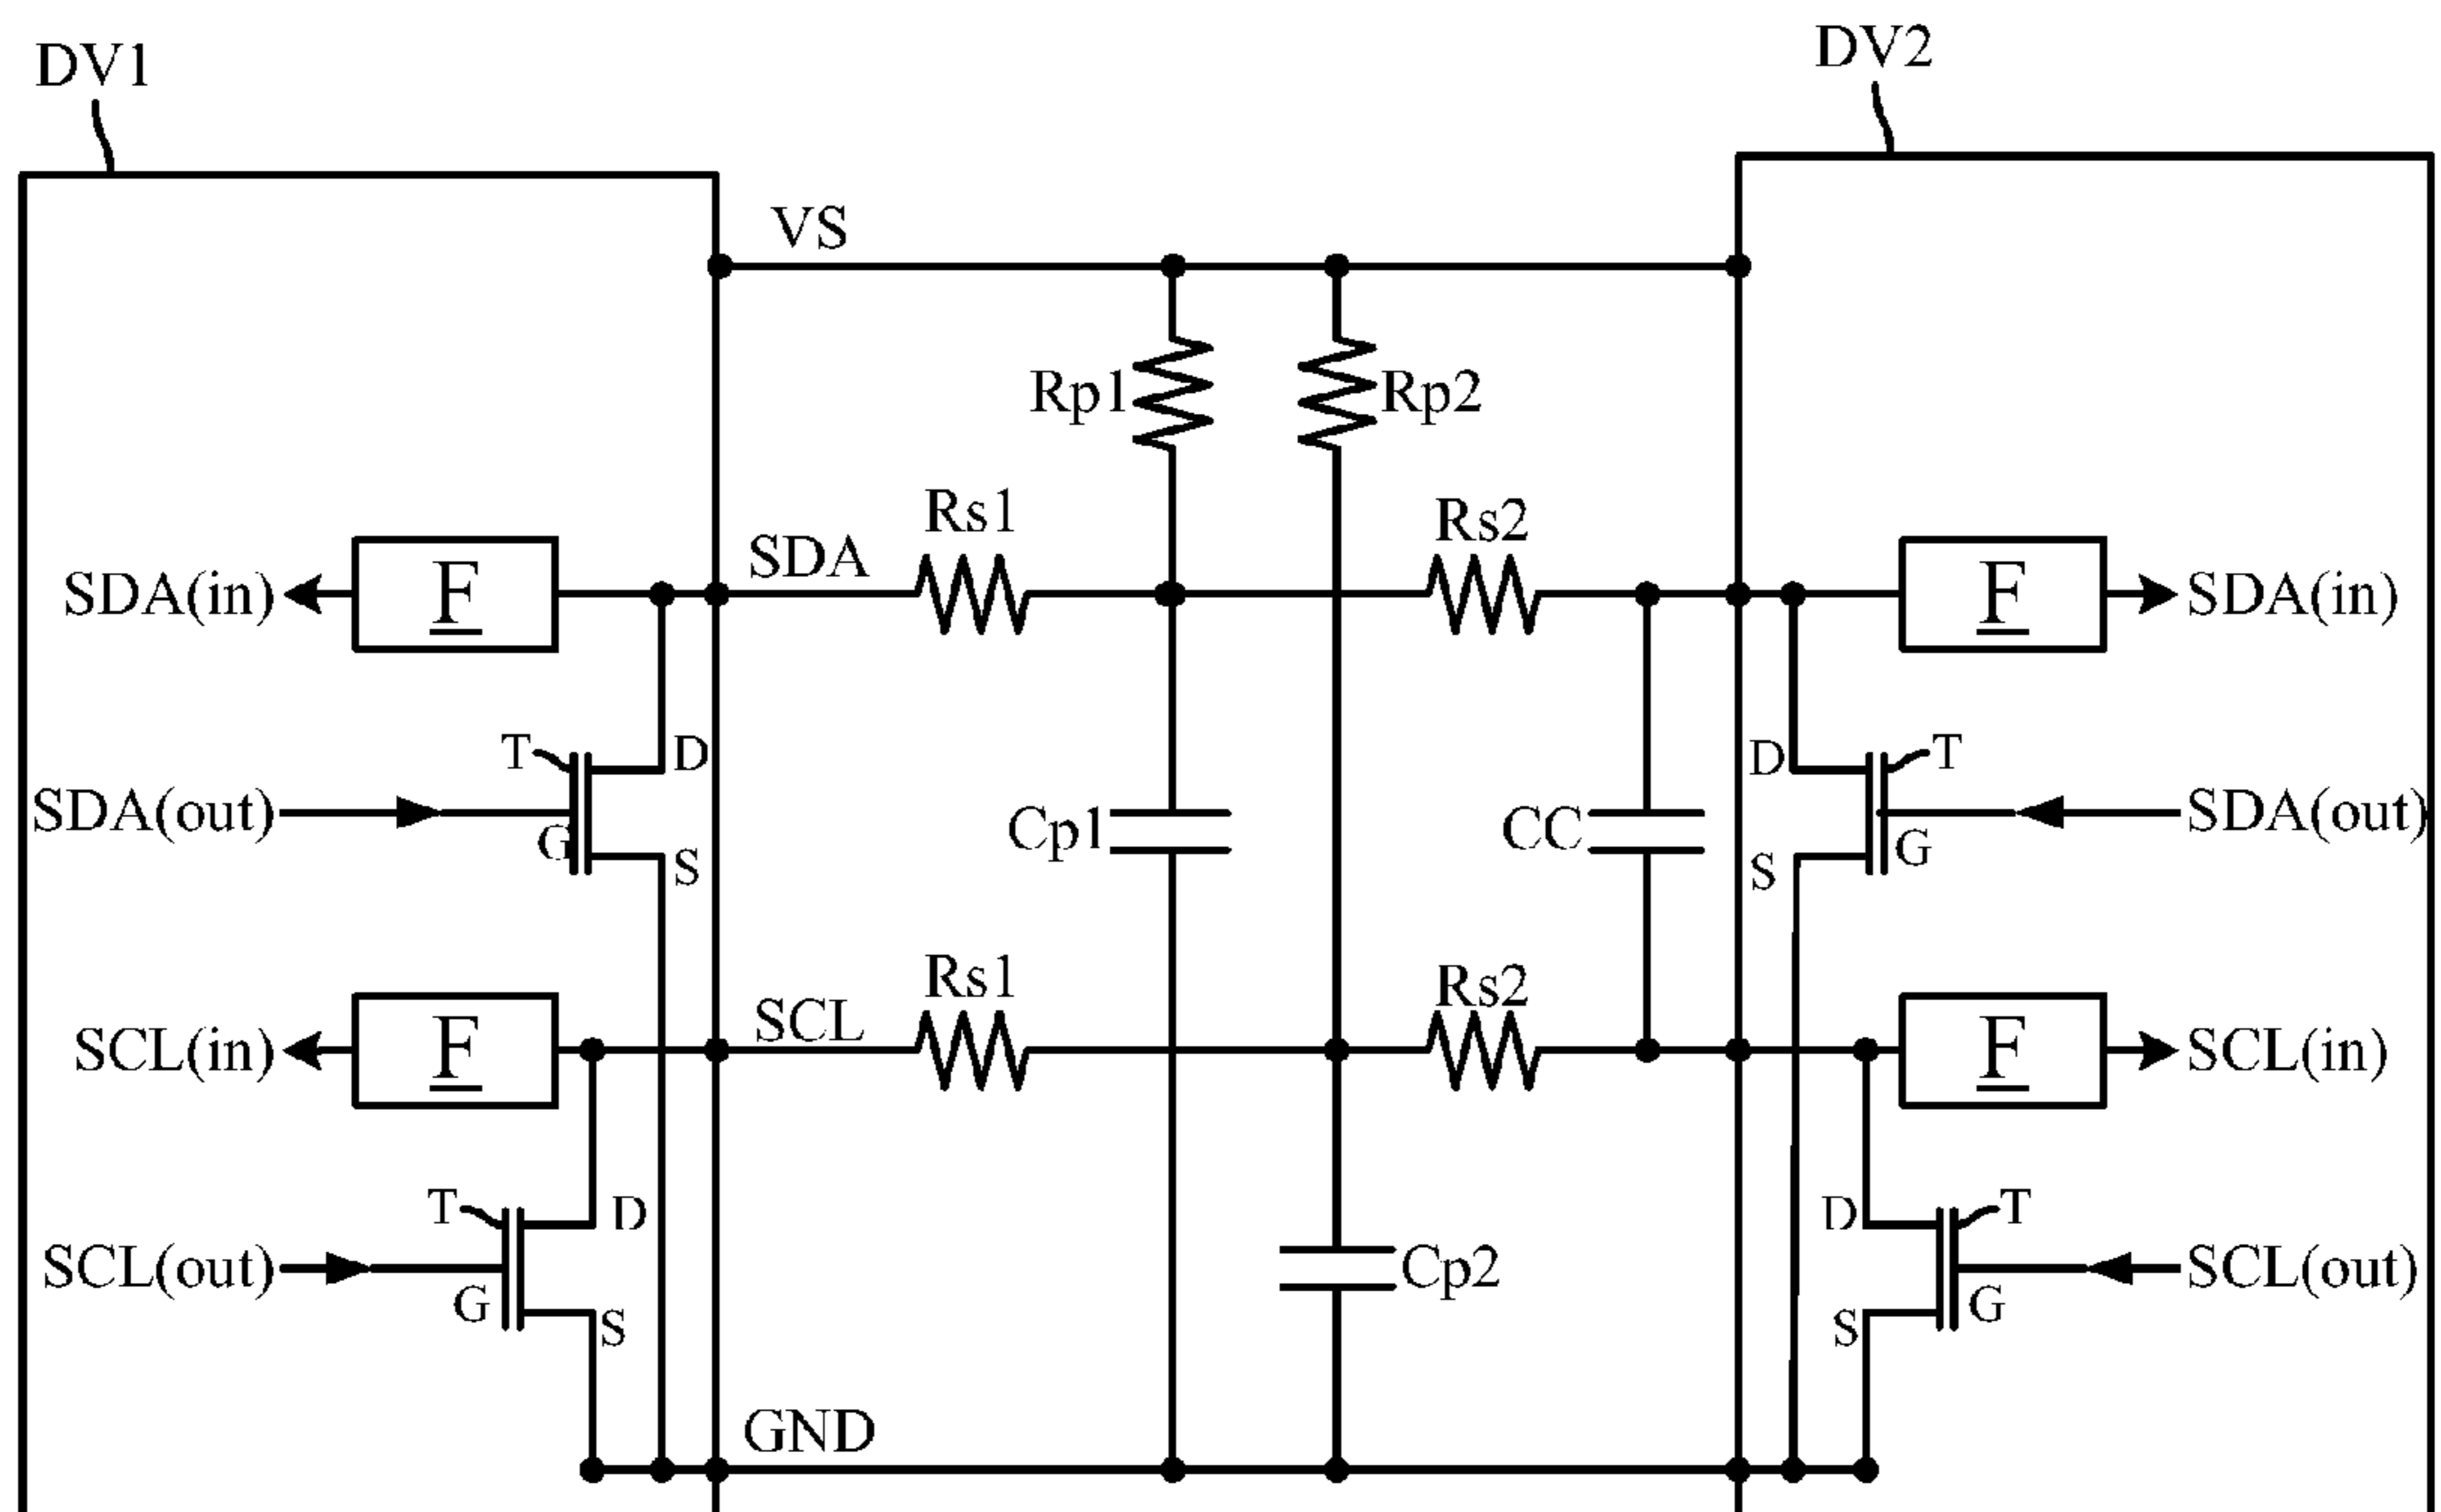 DV1
DV2
VS
Rp1
Rp2
Rs1
Rs2
SDA
SDA(in)
F
F
SDA(in)
T
D
D
T
SDA(out)
G
S
Cp1
CC
S
G
SDA(out)
Rs1
Rs2
SCL
SCL(in)
F
F
SCL(in)
T
D
D
T
SCL(out)
G
S
Cp2
S
G
SCL(out)
GND